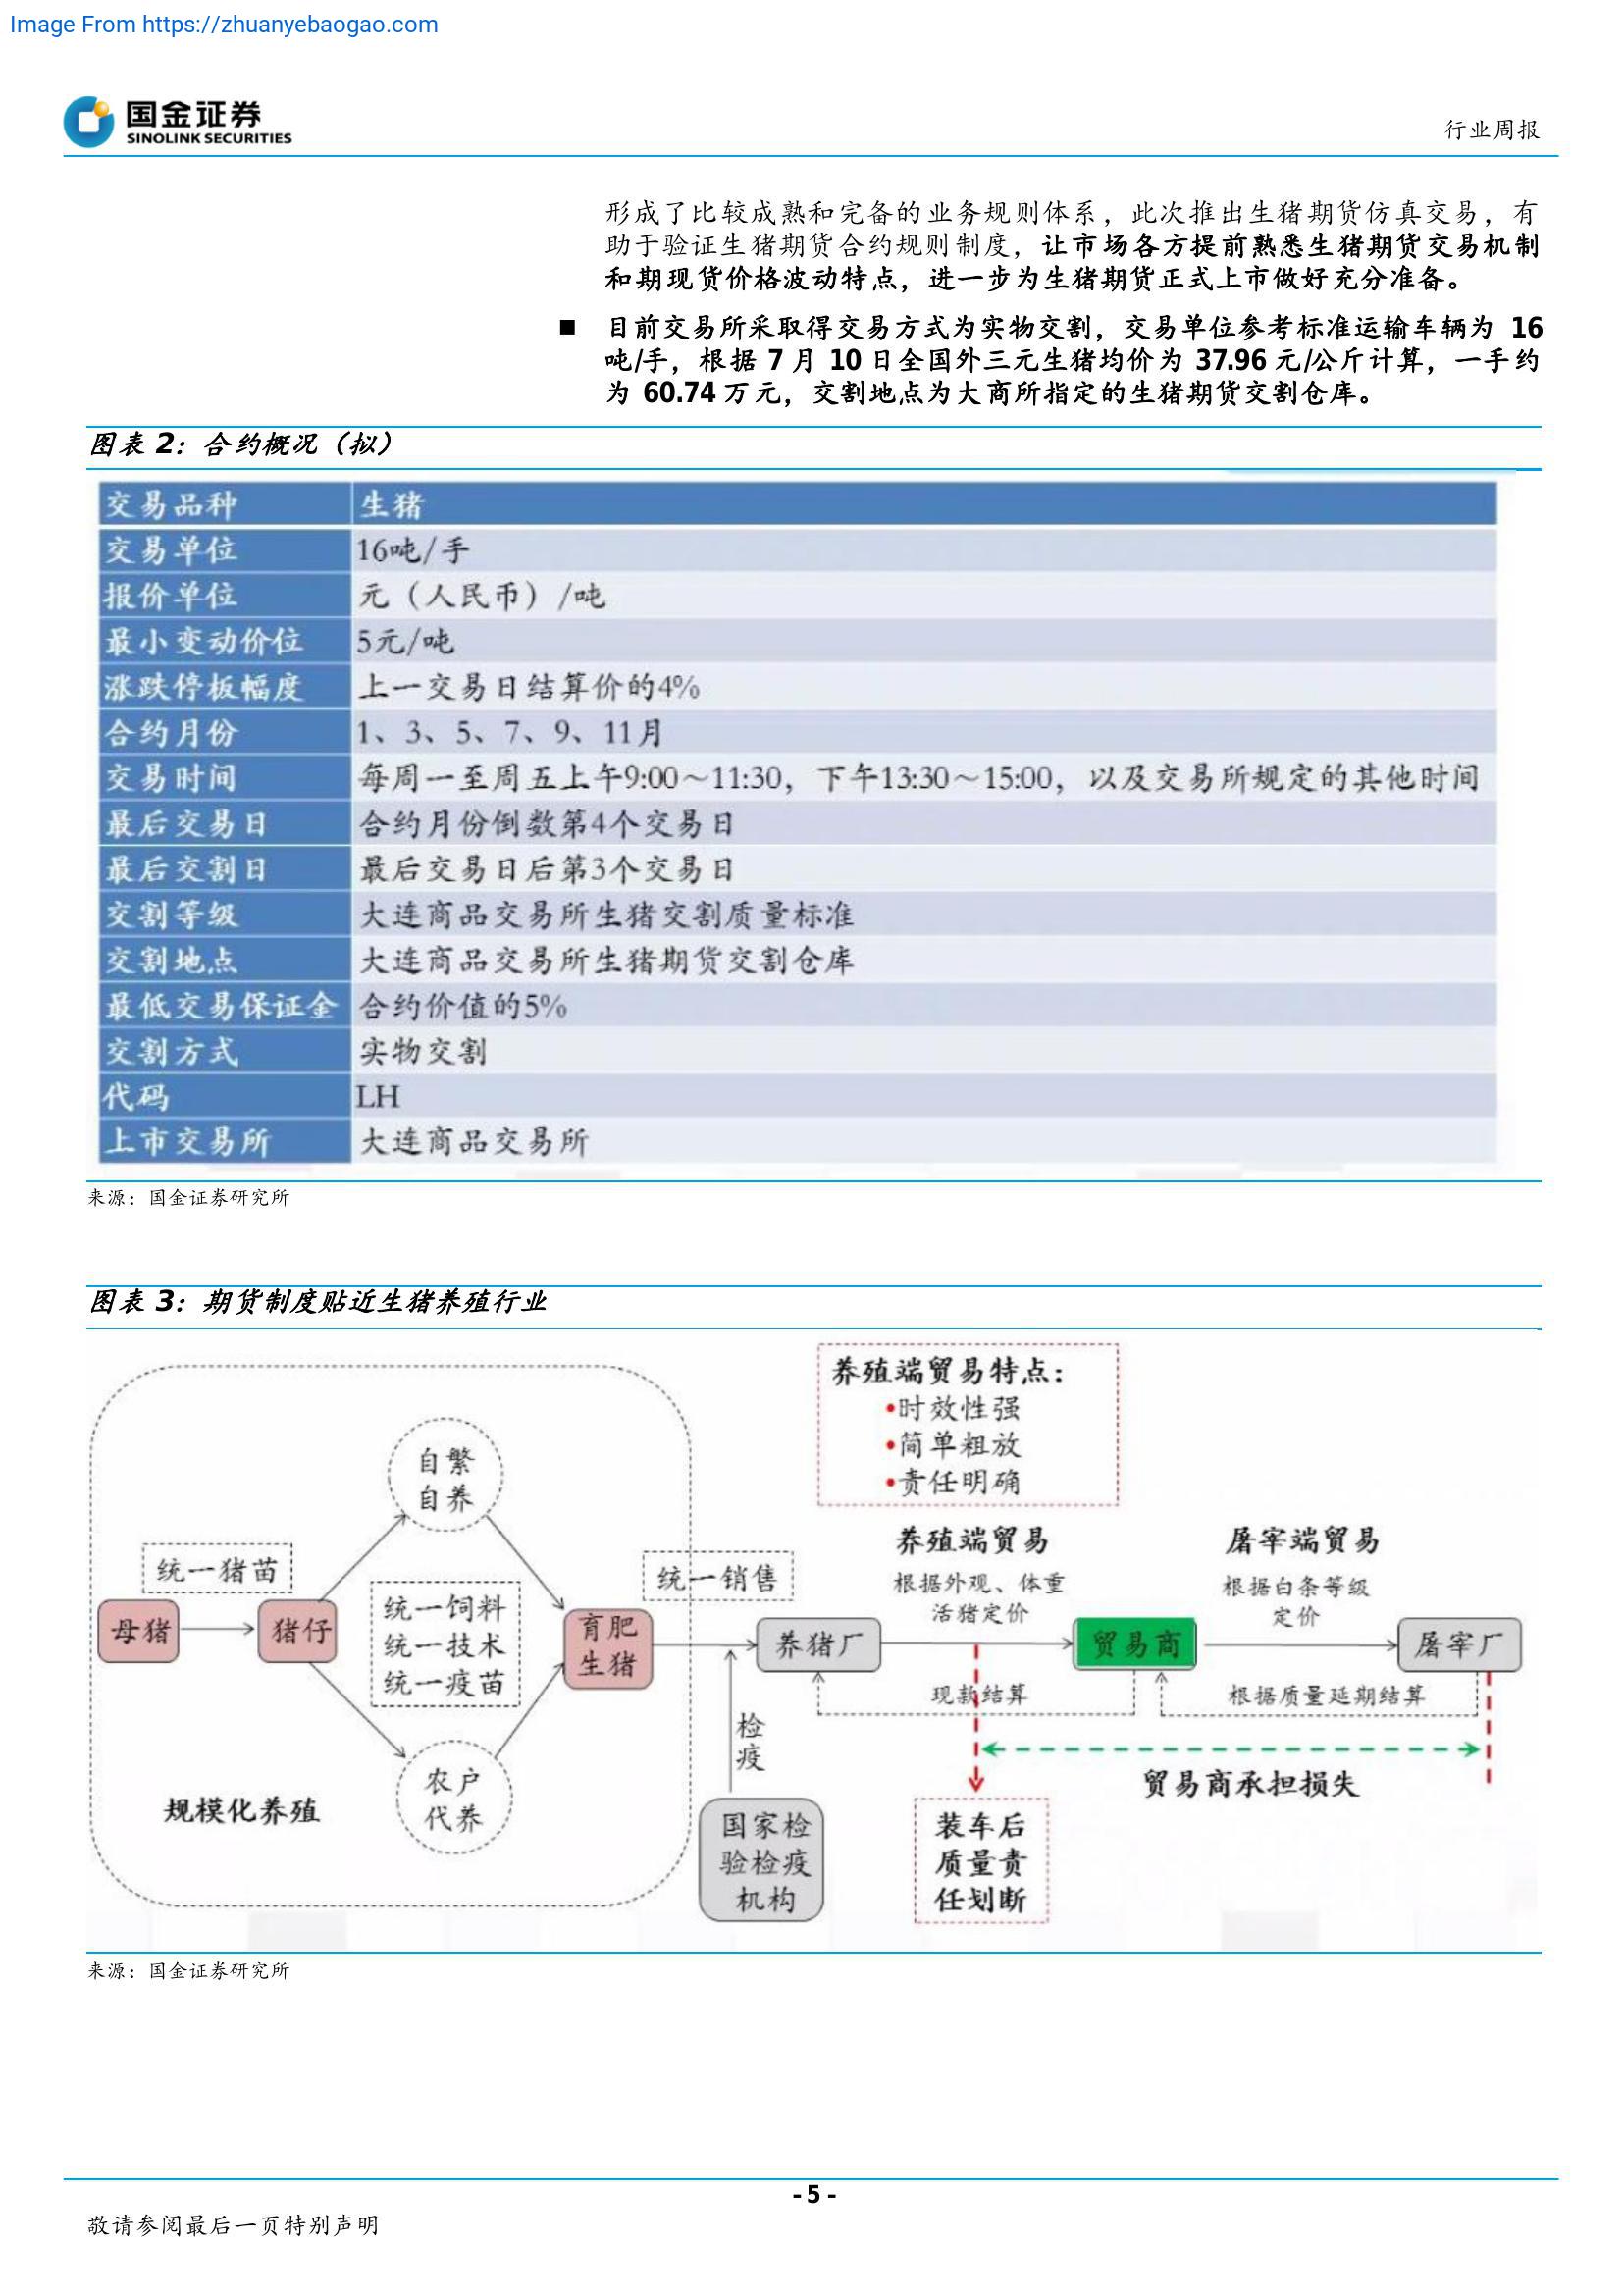 Image From https://zhuanyebaogao.com
国金证券
SINOLINK SECURITIES
行业周报
形成了比较成熟和完备的业务规则体系，此次推出生猪期货仿真交易，有
助于验证生猪期货合约规则制度，让市场各方提前熟悉生猪期货交易机制
和期现货价格波动特点，进一步为生猪期货正式上市做好充分准备。
■ 目前交易所采取得交易方式为实物交割，交易单位参考标准运输车辆为 16
吨/手，根据 7 月 10 日全国外三元生猪均价为 37.96 元/公斤计算，一手约
为 60.74 万元，交割地点为大商所指定的生猪期货交割仓库。
图表 2：合约概况（拟）
交易品种 生猪
交易单位 16吨/手
报价单位 元（人民币）/吨
最小变动价位 5元/吨
涨跌停板幅度 上一交易日结算价的4%
合约月份 1、3、5、7、9、11月
交易时间 每周一至周五上午9:00～11:30，下午13:30～15:00，以及交易所规定的其他时间
最后交易日 合约月份倒数第4个交易日
最后交割日 最后交易日后第3个交易日
交割等级 大连商品交易所生猪交割质量标准
交割地点 大连商品交易所生猪期货交割仓库
最低交易保证金 合约价值的5%
交割方式 实物交割
代码 LH
上市交易所 大连商品交易所
来源：国金证券研究所
图表 3：期货制度贴近生猪养殖行业
养殖端贸易特点：
•时效性强
•简单粗放
•责任明确
自繁
自养
统一猪苗
母猪
猪仔
统一饲料
统一技术
统一疫苗
育肥
生猪
农户
代养
规模化养殖
统一销售
检
疫
国家检
验检疫
机构
养猪厂
养殖端贸易
根据外观、体重
活猪定价
现款结算
贸易商
屠宰端贸易
根据白条等级
定价
根据质量延期结算
屠宰厂
贸易商承担损失
装车后
质量责
任划断
来源：国金证券研究所
- 5 -
敬请参阅最后一页特别声明